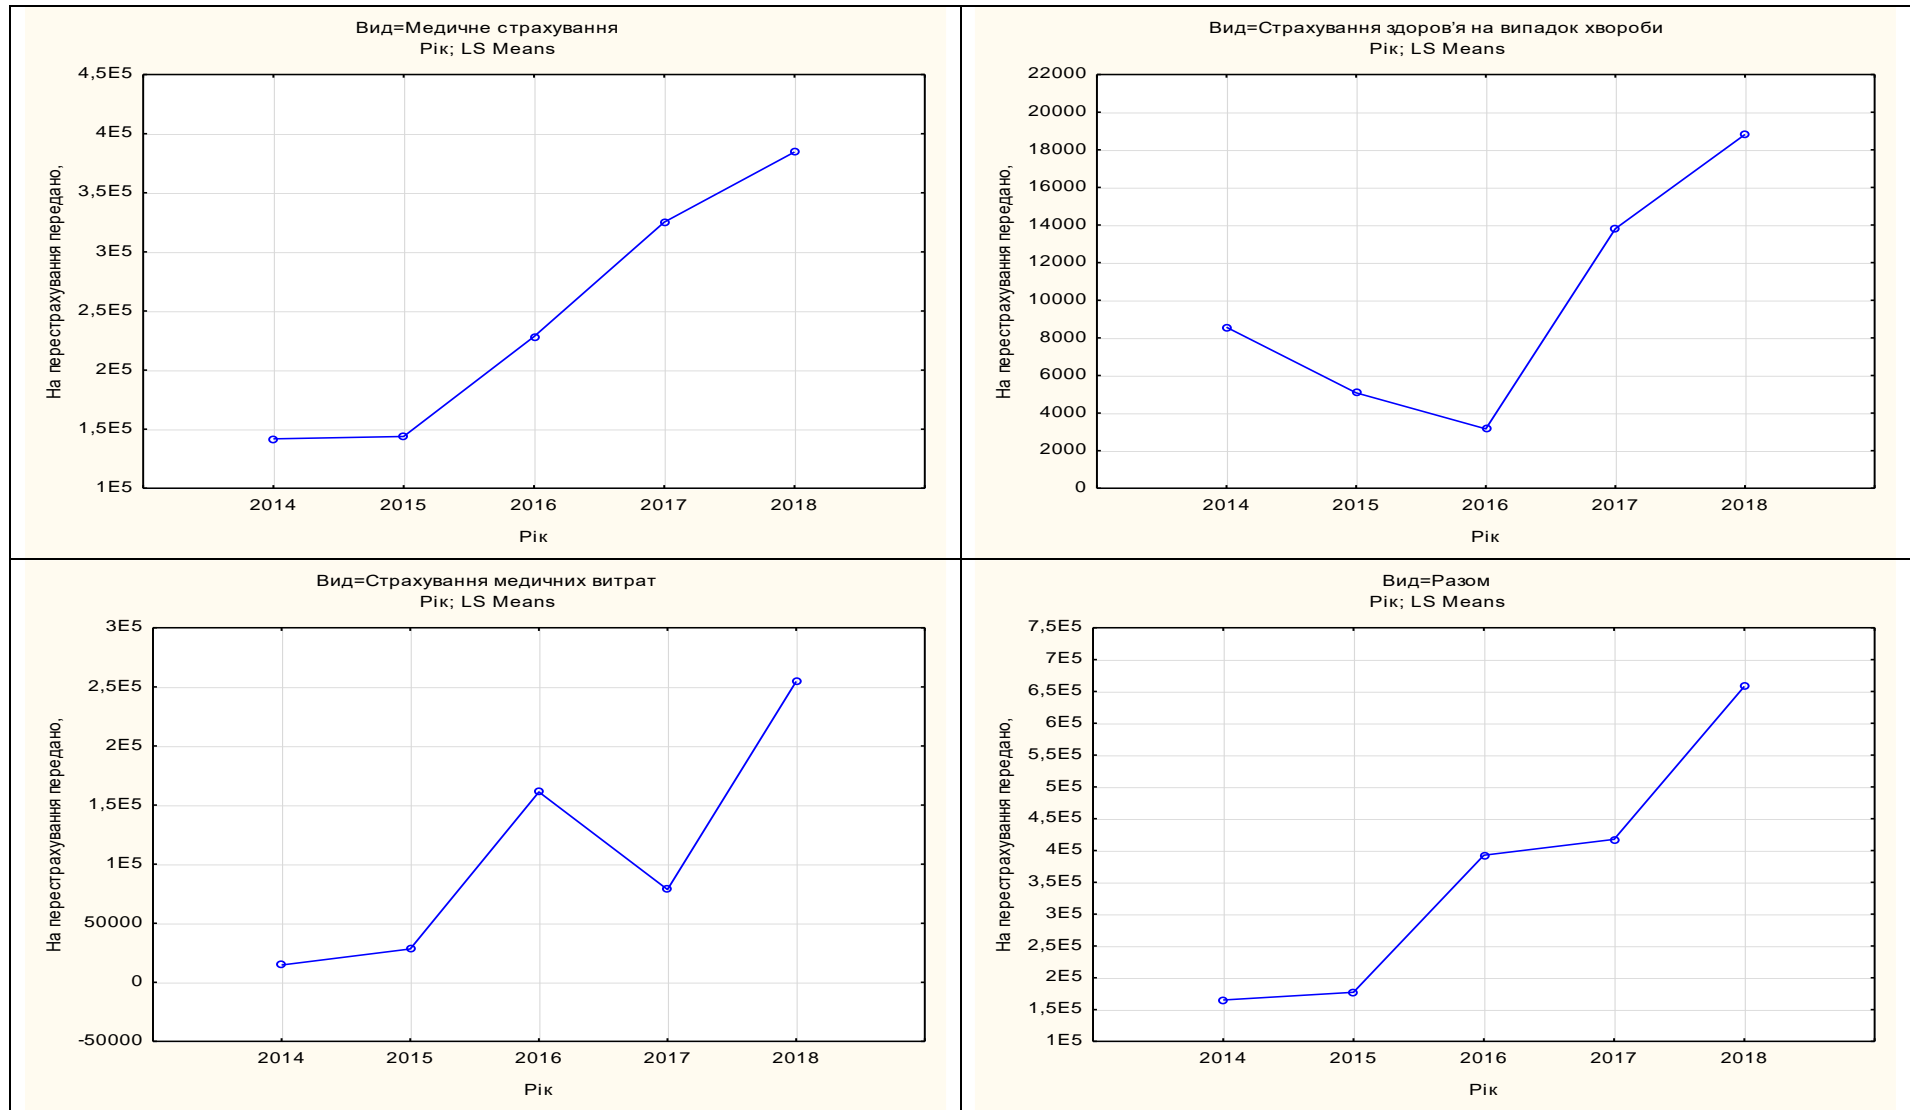 Вид=Медичне страхування
Рік; LS Means
4,5E5
4E5
3,5E5
3E5
2,5E5
2E5
1,5E5
1E5
На перестрахування передано,
2014 2015 2016 2017 2018
Рік
Вид=Страхування здоров'я на випадок хвороби
Рік; LS Means
22000
20000
18000
16000
14000
12000
10000
8000
6000
4000
2000
0
На перестрахування передано,
2014 2015 2016 2017 2018
Рік
Вид=Страхування медичних витрат
Рік; LS Means
3E5
2,5E5
2E5
1,5E5
1E5
50000
0
-50000
На перестрахування передано,
2014 2015 2016 2017 2018
Рік
Вид=Разом
Рік; LS Means
7,5E5
7E5
6,5E5
6E5
5,5E5
5E5
4,5E5
4E5
3,5E5
3E5
2,5E5
2E5
1,5E5
1E5
На перестрахування передано,
2014 2015 2016 2017 2018
Рік